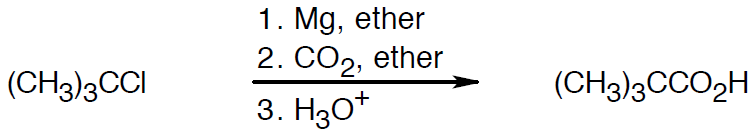 1. Mg, ether
2. CO₂, ether
(CH₃)₃CCl
(CH₃)₃CCO₂H
3. H₃O⁺